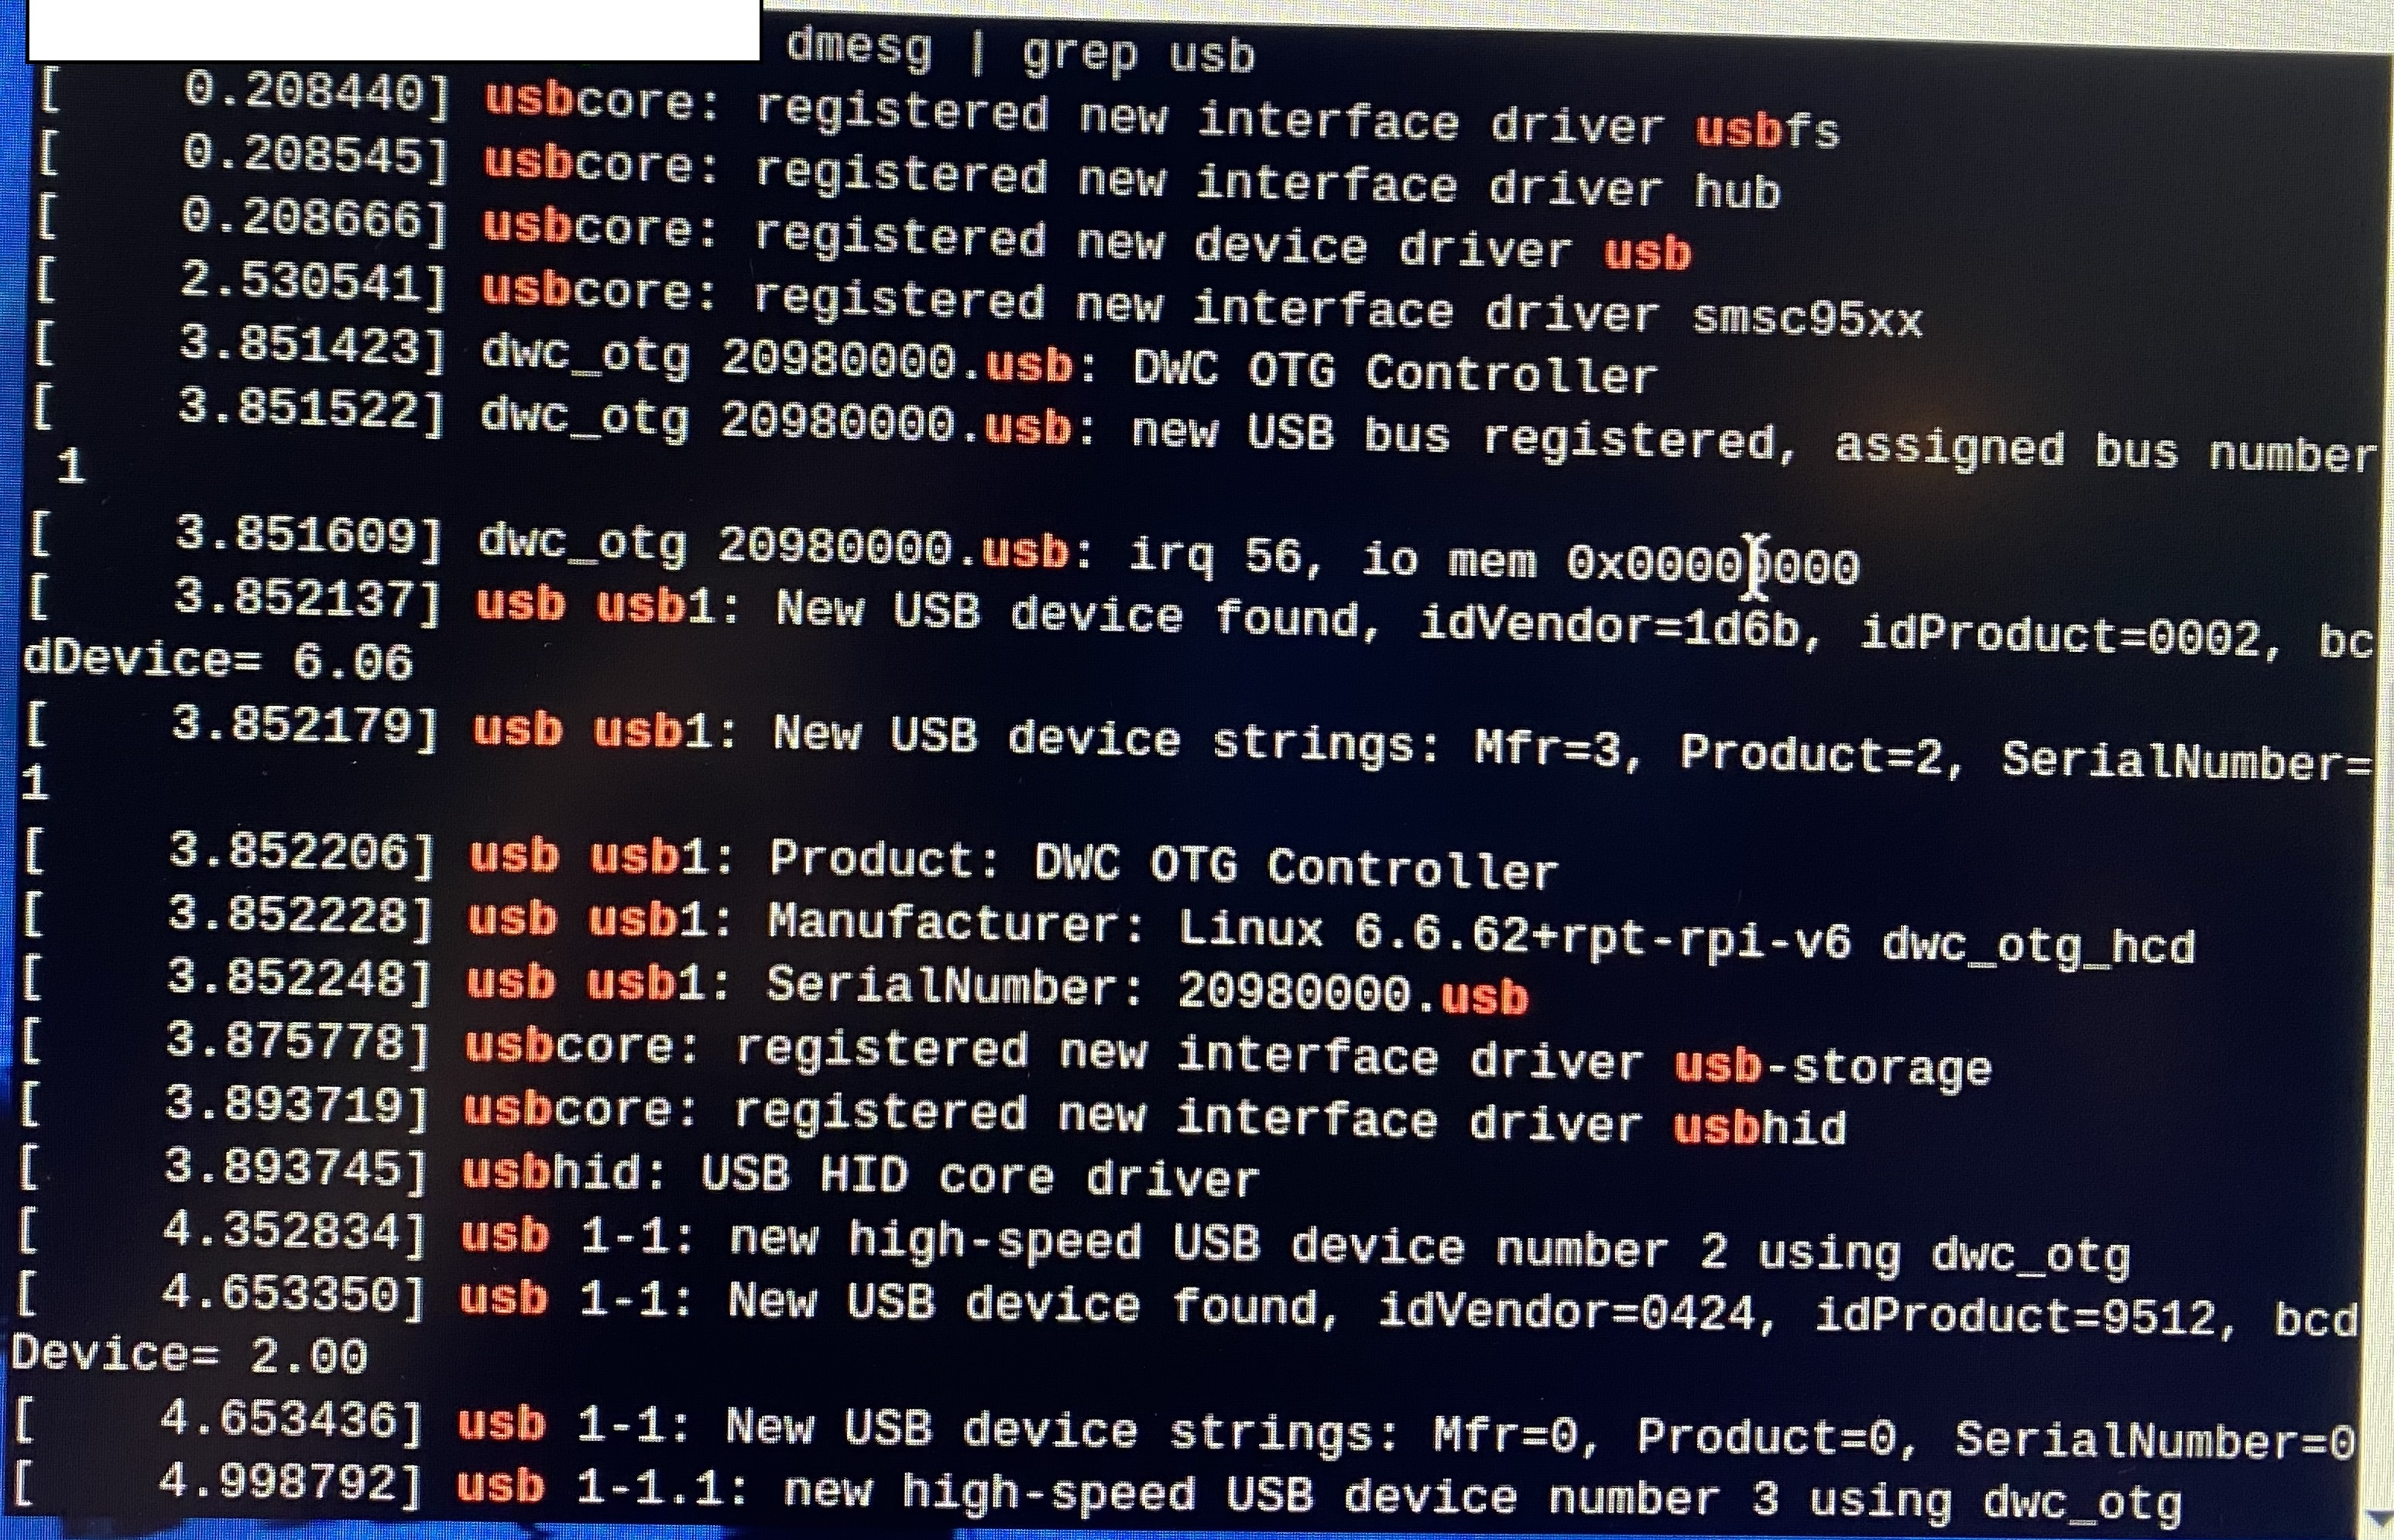 dmesg | grep usb
[    0.208440] usbcore: registered new interface driver usbfs
[    0.208545] usbcore: registered new interface driver hub
[    0.208666] usbcore: registered new device driver usb
[    2.530541] usbcore: registered new interface driver smsc95xx
[    3.851423] dwc_otg 20980000.usb: DWC OTG Controller
[    3.851522] dwc_otg 20980000.usb: new USB bus registered, assigned bus number
 1
[    3.851609] dwc_otg 20980000.usb: irq 56, io mem 0x00000000
[    3.852137] usb usb1: New USB device found, idVendor=1d6b, idProduct=0002, bc
dDevice= 6.06
[    3.852179] usb usb1: New USB device strings: Mfr=3, Product=2, SerialNumber=
1
[    3.852206] usb usb1: Product: DWC OTG Controller
[    3.852228] usb usb1: Manufacturer: Linux 6.6.62+rpt-rpi-v6 dwc_otg_hcd
[    3.852248] usb usb1: SerialNumber: 20980000.usb
[    3.875778] usbcore: registered new interface driver usb-storage
[    3.893719] usbcore: registered new interface driver usbhid
[    3.893745] usbhid: USB HID core driver
[    4.352834] usb 1-1: new high-speed USB device number 2 using dwc_otg
[    4.653350] usb 1-1: New USB device found, idVendor=0424, idProduct=9512, bcd
Device= 2.00
[    4.653436] usb 1-1: New USB device strings: Mfr=0, Product=0, SerialNumber=0
[    4.998792] usb 1-1.1: new high-speed USB device number 3 using dwc_otg